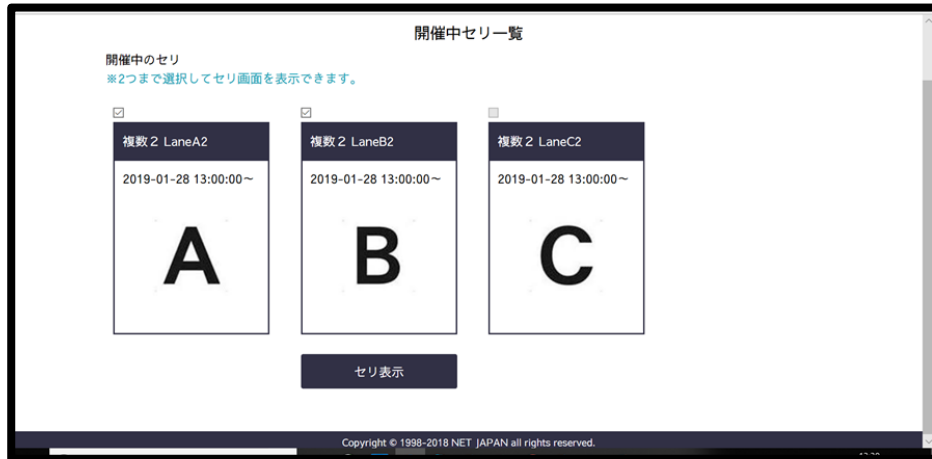 開催中セリ一覧
開催中のセリ
※2つまで選択してセリ画面を表示できます。
複数２ LaneA2
2019-01-28 13:00:00～
A
複数２ LaneB2
2019-01-28 13:00:00～
B
複数２ LaneC2
2019-01-28 13:00:00～
C
セリ表示
Copyright © 1998-2018 NET JAPAN all rights reserved.